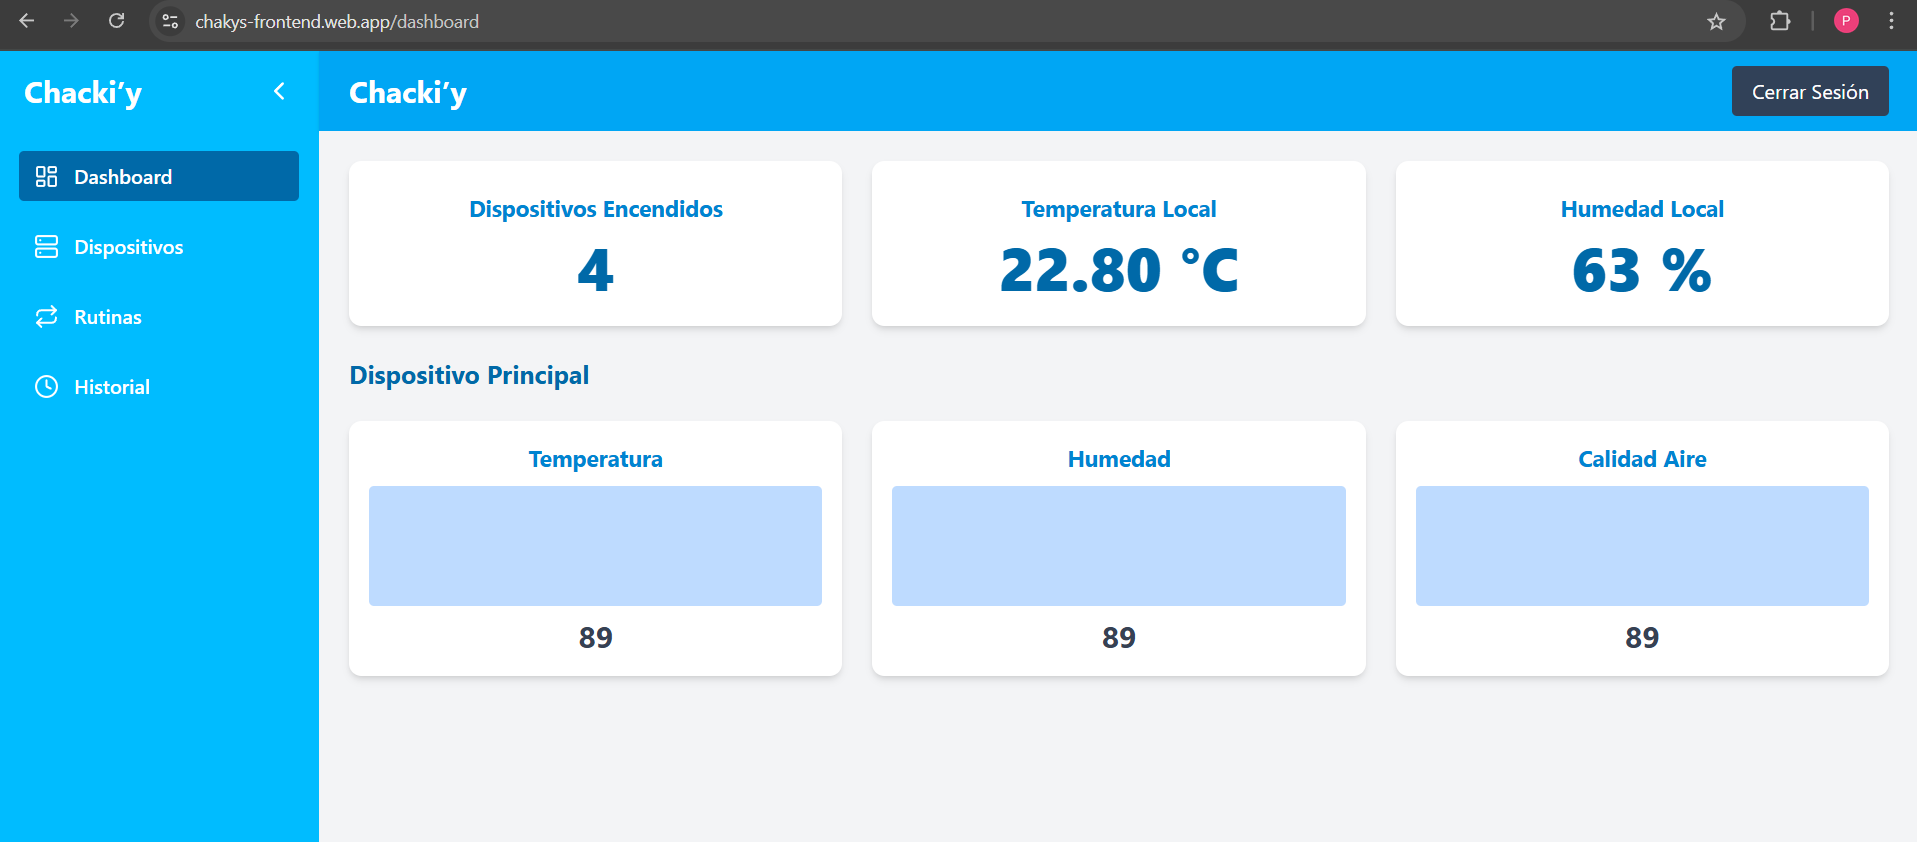 chakys-frontend.web.app/dashboard
P
Chacki’y
Chacki’y
Cerrar Sesión
Dashboard
Dispositivos
Rutinas
Historial
Dispositivos Encendidos
4
Temperatura Local
22.80 °C
Humedad Local
63 %
Dispositivo Principal
Temperatura
89
Humedad
89
Calidad Aire
89